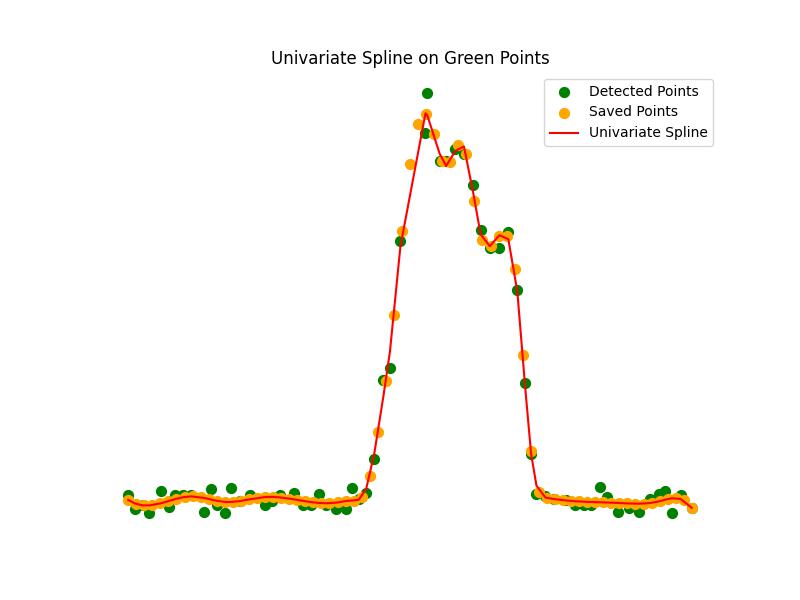 Univariate Spline on Green Points
Detected Points
Saved Points
Univariate Spline